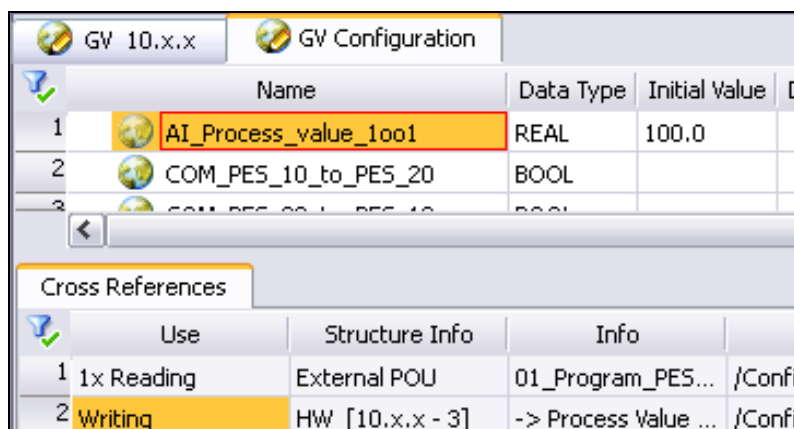 GV 10.x.x GV Configuration
Name Data Type Initial Value
1 AI_Process_value_1oo1 REAL 100.0
2 COM_PES_10_to_PES_20 BOOL
3
Cross References
Use Structure Info Info
1 1x Reading External POU 01_Program_PES... /Confi
2 Writing HW [10.x.x - 3] -> Process Value ... /Confi